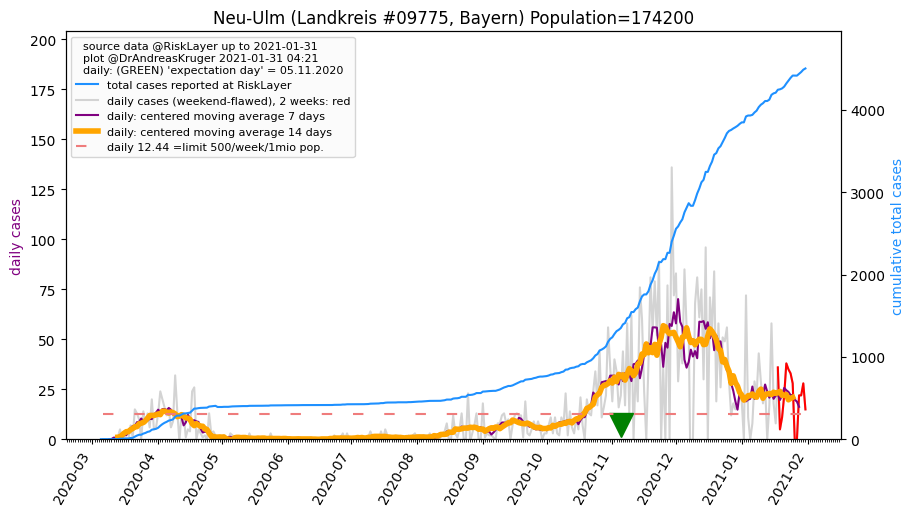 Neu-Ulm (Landkreis #09775, Bayern) Population=174200
source data @RiskLayer up to 2021-01-31
plot @DrAndreasKruger 2021-01-31 04:21
daily: (GREEN) 'expectation day' = 05.11.2020
total cases reported at RiskLayer
daily cases (weekend-flawed), 2 weeks: red
daily: centered moving average 7 days
daily: centered moving average 14 days
daily 12.44 =limit 500/week/1mio pop.
daily cases
200
175
150
125
100
75
50
25
0
cumulative total cases
4000
3000
2000
1000
0
2020-03
2020-04
2020-05
2020-06
2020-07
2020-08
2020-09
2020-10
2020-11
2020-12
2021-01
2021-02